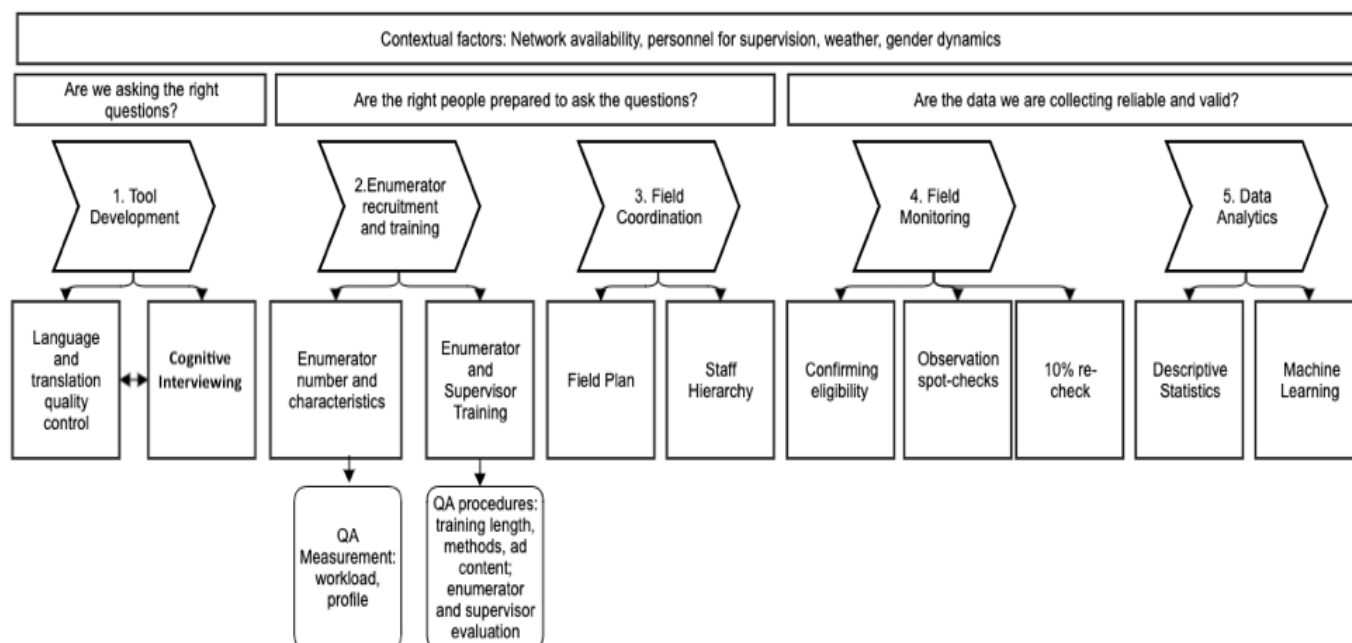 Contextual factors: Network availability, personnel for supervision, weather, gender dynamics
Are we asking the right
questions?
Are the right people prepared to ask the questions?
Are the data we are collecting reliable and valid?
1. Tool
Development
2.Enumerator
recruitment
and training
3. Field
Coordination
4. Field
Monitoring
5. Data
Analytics
Language
and
translation
quality
control
Cognitive
Interviewing
Enumerator
number and
characteristics
Enumerator
and
Supervisor
Training
Field Plan
Staff
Hierarchy
Confirming
eligibility
Observation
spot-checks
10% re-
check
Descriptive
Statistics
Machine
Learning
QA
Measurement:
workload,
profile
QA procedures:
training length,
methods, ad
content;
enumerator
and supervisor
evaluation